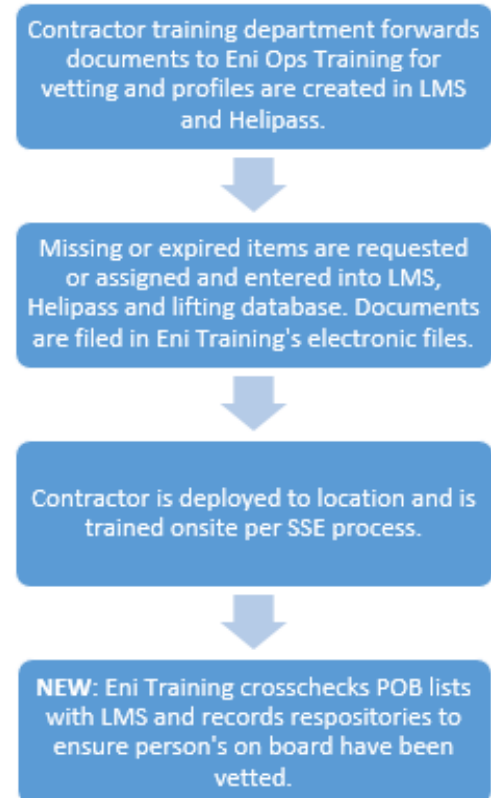 Contractor training department forwards
documents to Eni Ops Training for
vetting and profiles are created in LMS
and Helipass.
Missing or expired items are requested
or assigned and entered into LMS,
Helipass and lifting database. Documents
are filed in Eni Training's electronic files.
Contractor is deployed to location and is
trained onsite per SSE process.
NEW: Eni Training crosschecks POB lists
with LMS and records respositories to
ensure person's on board have been
vetted.